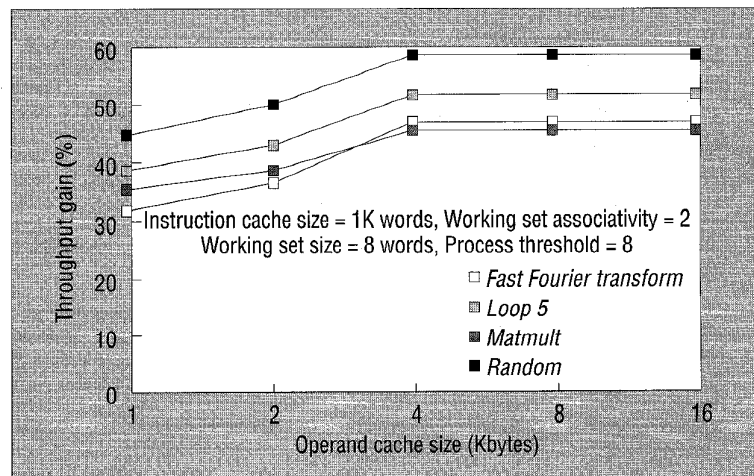 60
50
40
30
20
10
0
Throughput gain (%)
Instruction cache size = 1K words, Working set associativity = 2
Working set size = 8 words, Process threshold = 8
Fast Fourier transform
Loop 5
Matmult
Random
1 2 4 8 16
Operand cache size (Kbytes)